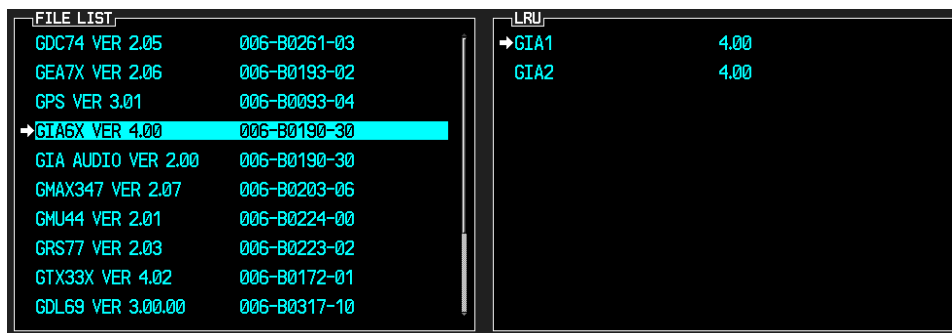 FILE LIST
GDC74 VER 2.05 006-B0261-03
GEA7X VER 2.06 006-B0193-02
GPS VER 3.01 006-B0093-04
GIA6X VER 4.00 006-B0190-30
GIA AUDIO VER 2.00 006-B0190-30
GMAX347 VER 2.07 006-B0203-06
GMU44 VER 2.01 006-B0224-00
GRS77 VER 2.03 006-B0223-02
GTX33X VER 4.02 006-B0172-01
GDL69 VER 3.00.00 006-B0317-10
LRU
GIA1 4.00
GIA2 4.00